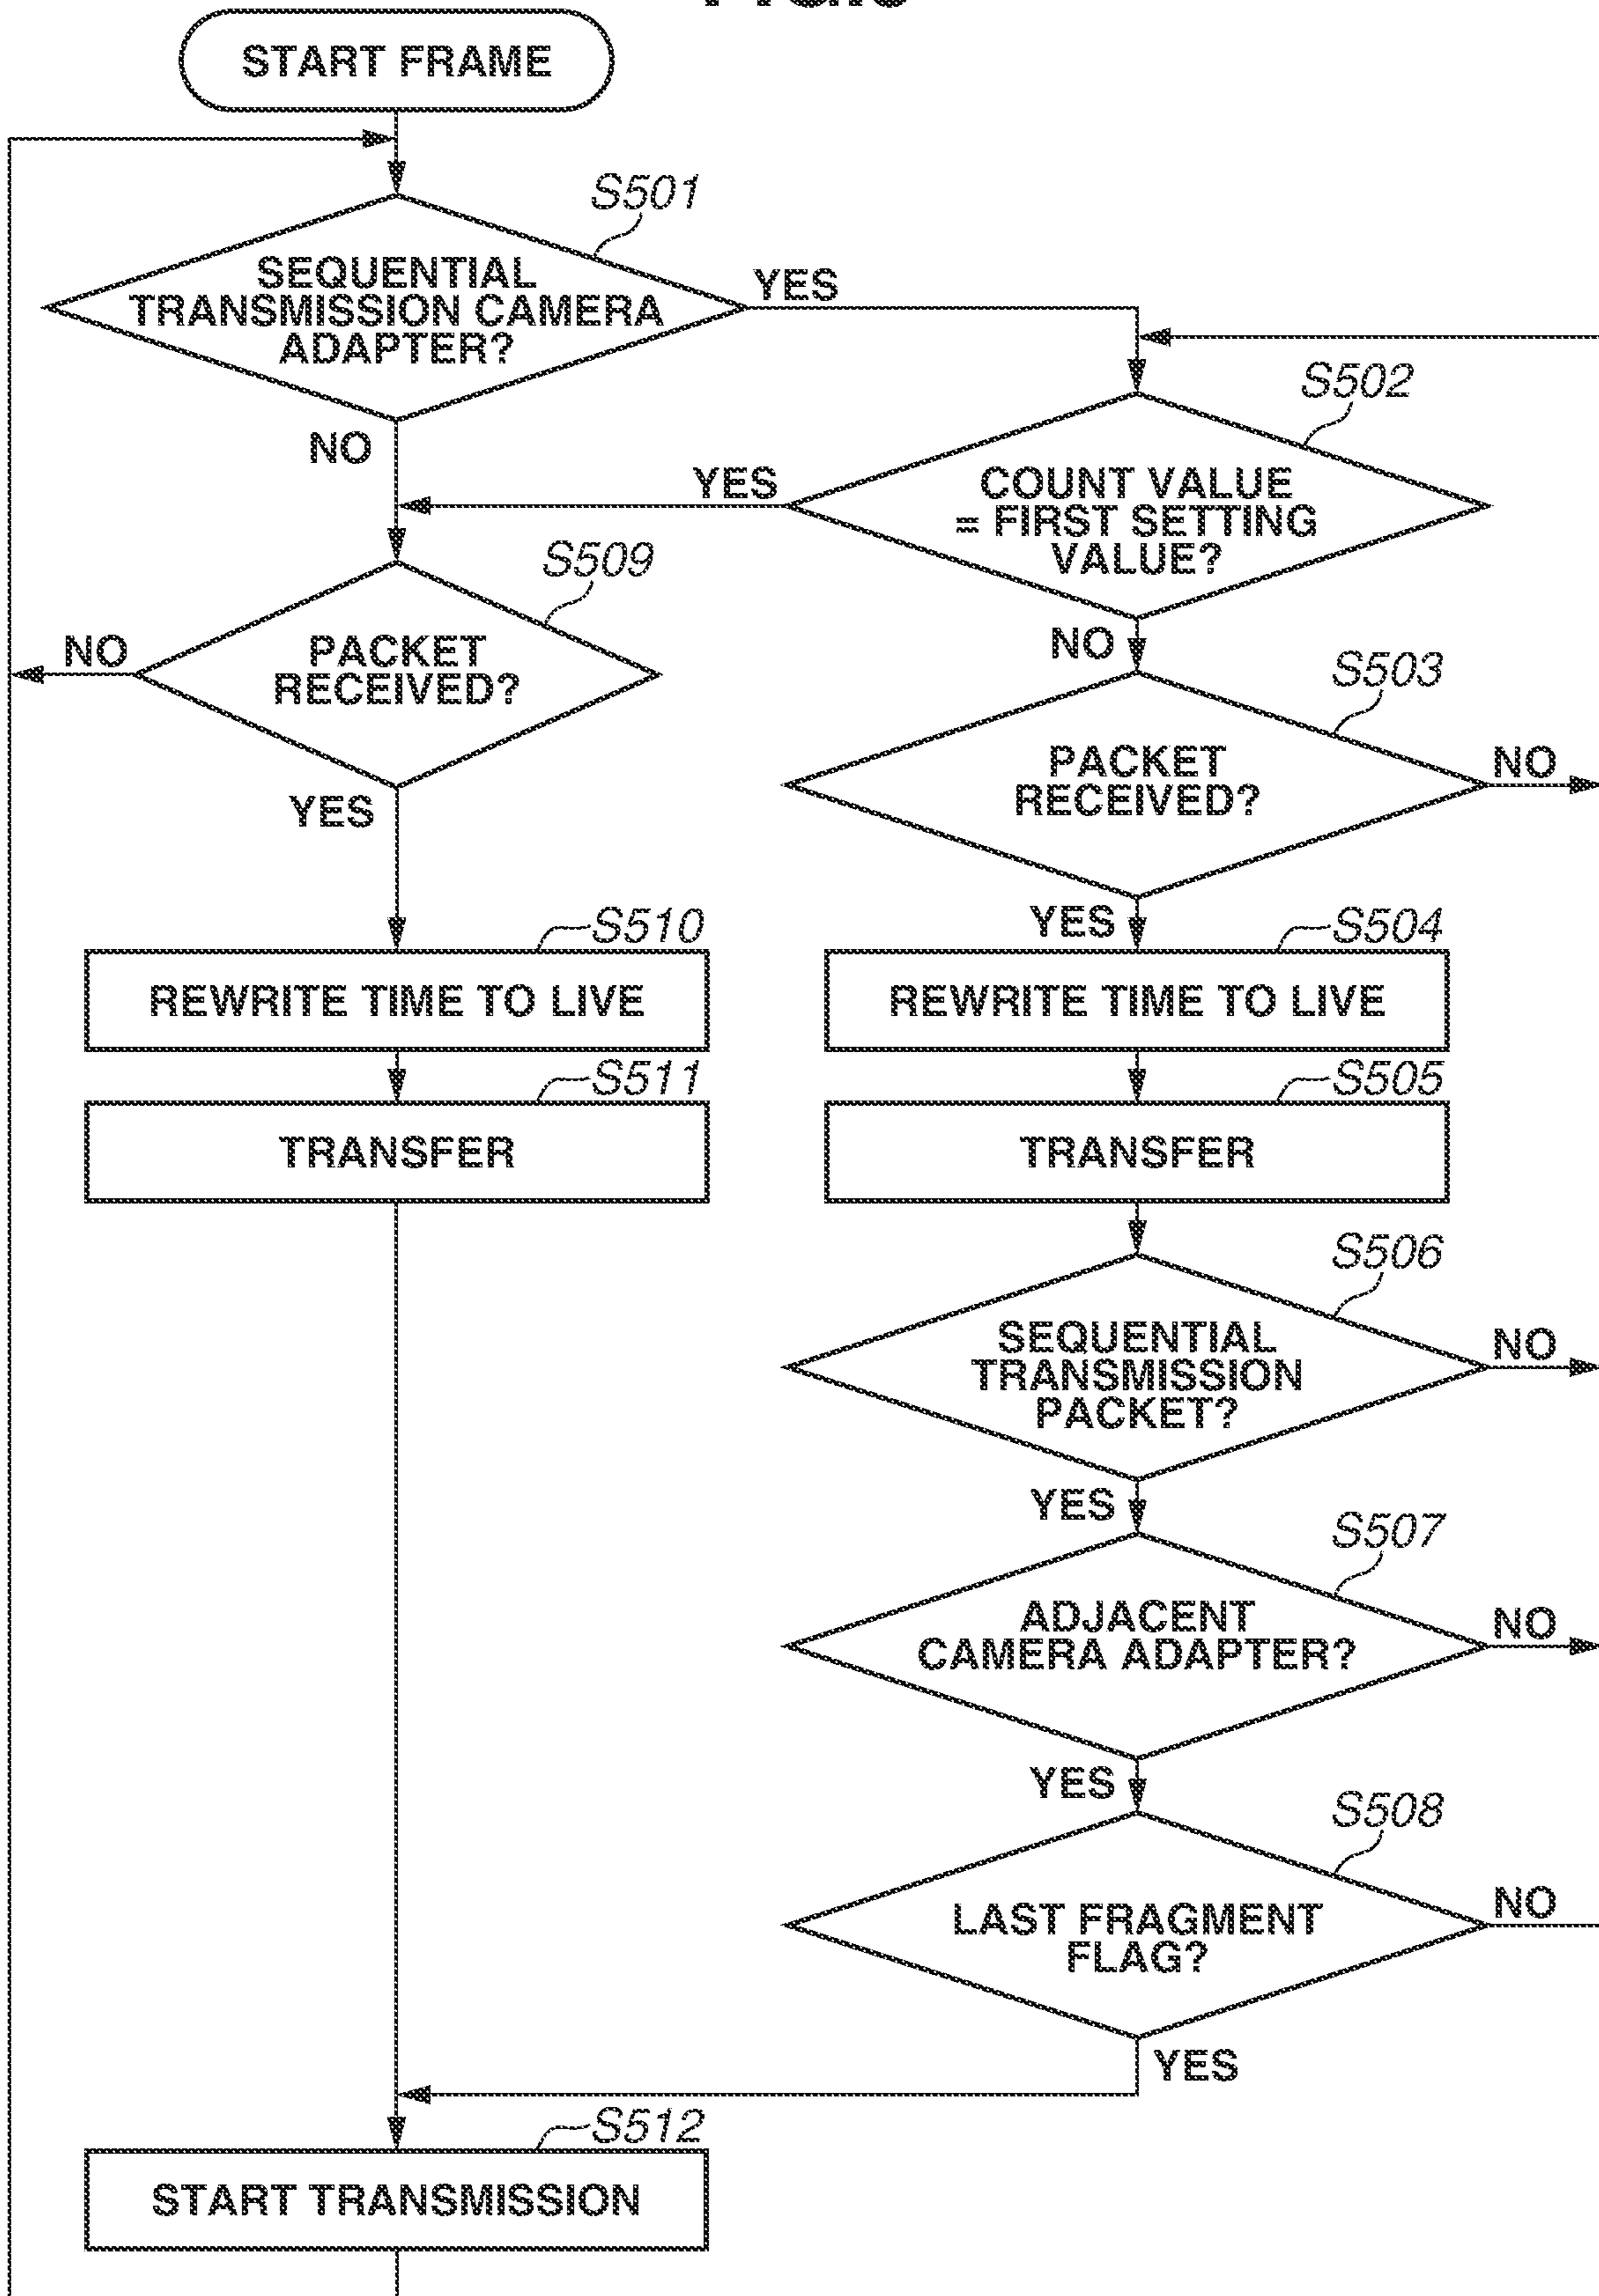 START FRAME
S501
SEQUENTIAL
TRANSMISSION CAMERA
ADAPTER?
YES
NO
S502
COUNT VALUE
= FIRST SETTING
VALUE?
YES
NO
S509
PACKET
RECEIVED?
NO
YES
S503
PACKET
RECEIVED?
NO
YES
S510
REWRITE TIME TO LIVE
S504
REWRITE TIME TO LIVE
S511
TRANSFER
S505
TRANSFER
S506
SEQUENTIAL
TRANSMISSION
PACKET?
NO
YES
S507
ADJACENT
CAMERA ADAPTER?
NO
YES
S508
LAST FRAGMENT
FLAG?
NO
YES
S512
START TRANSMISSION